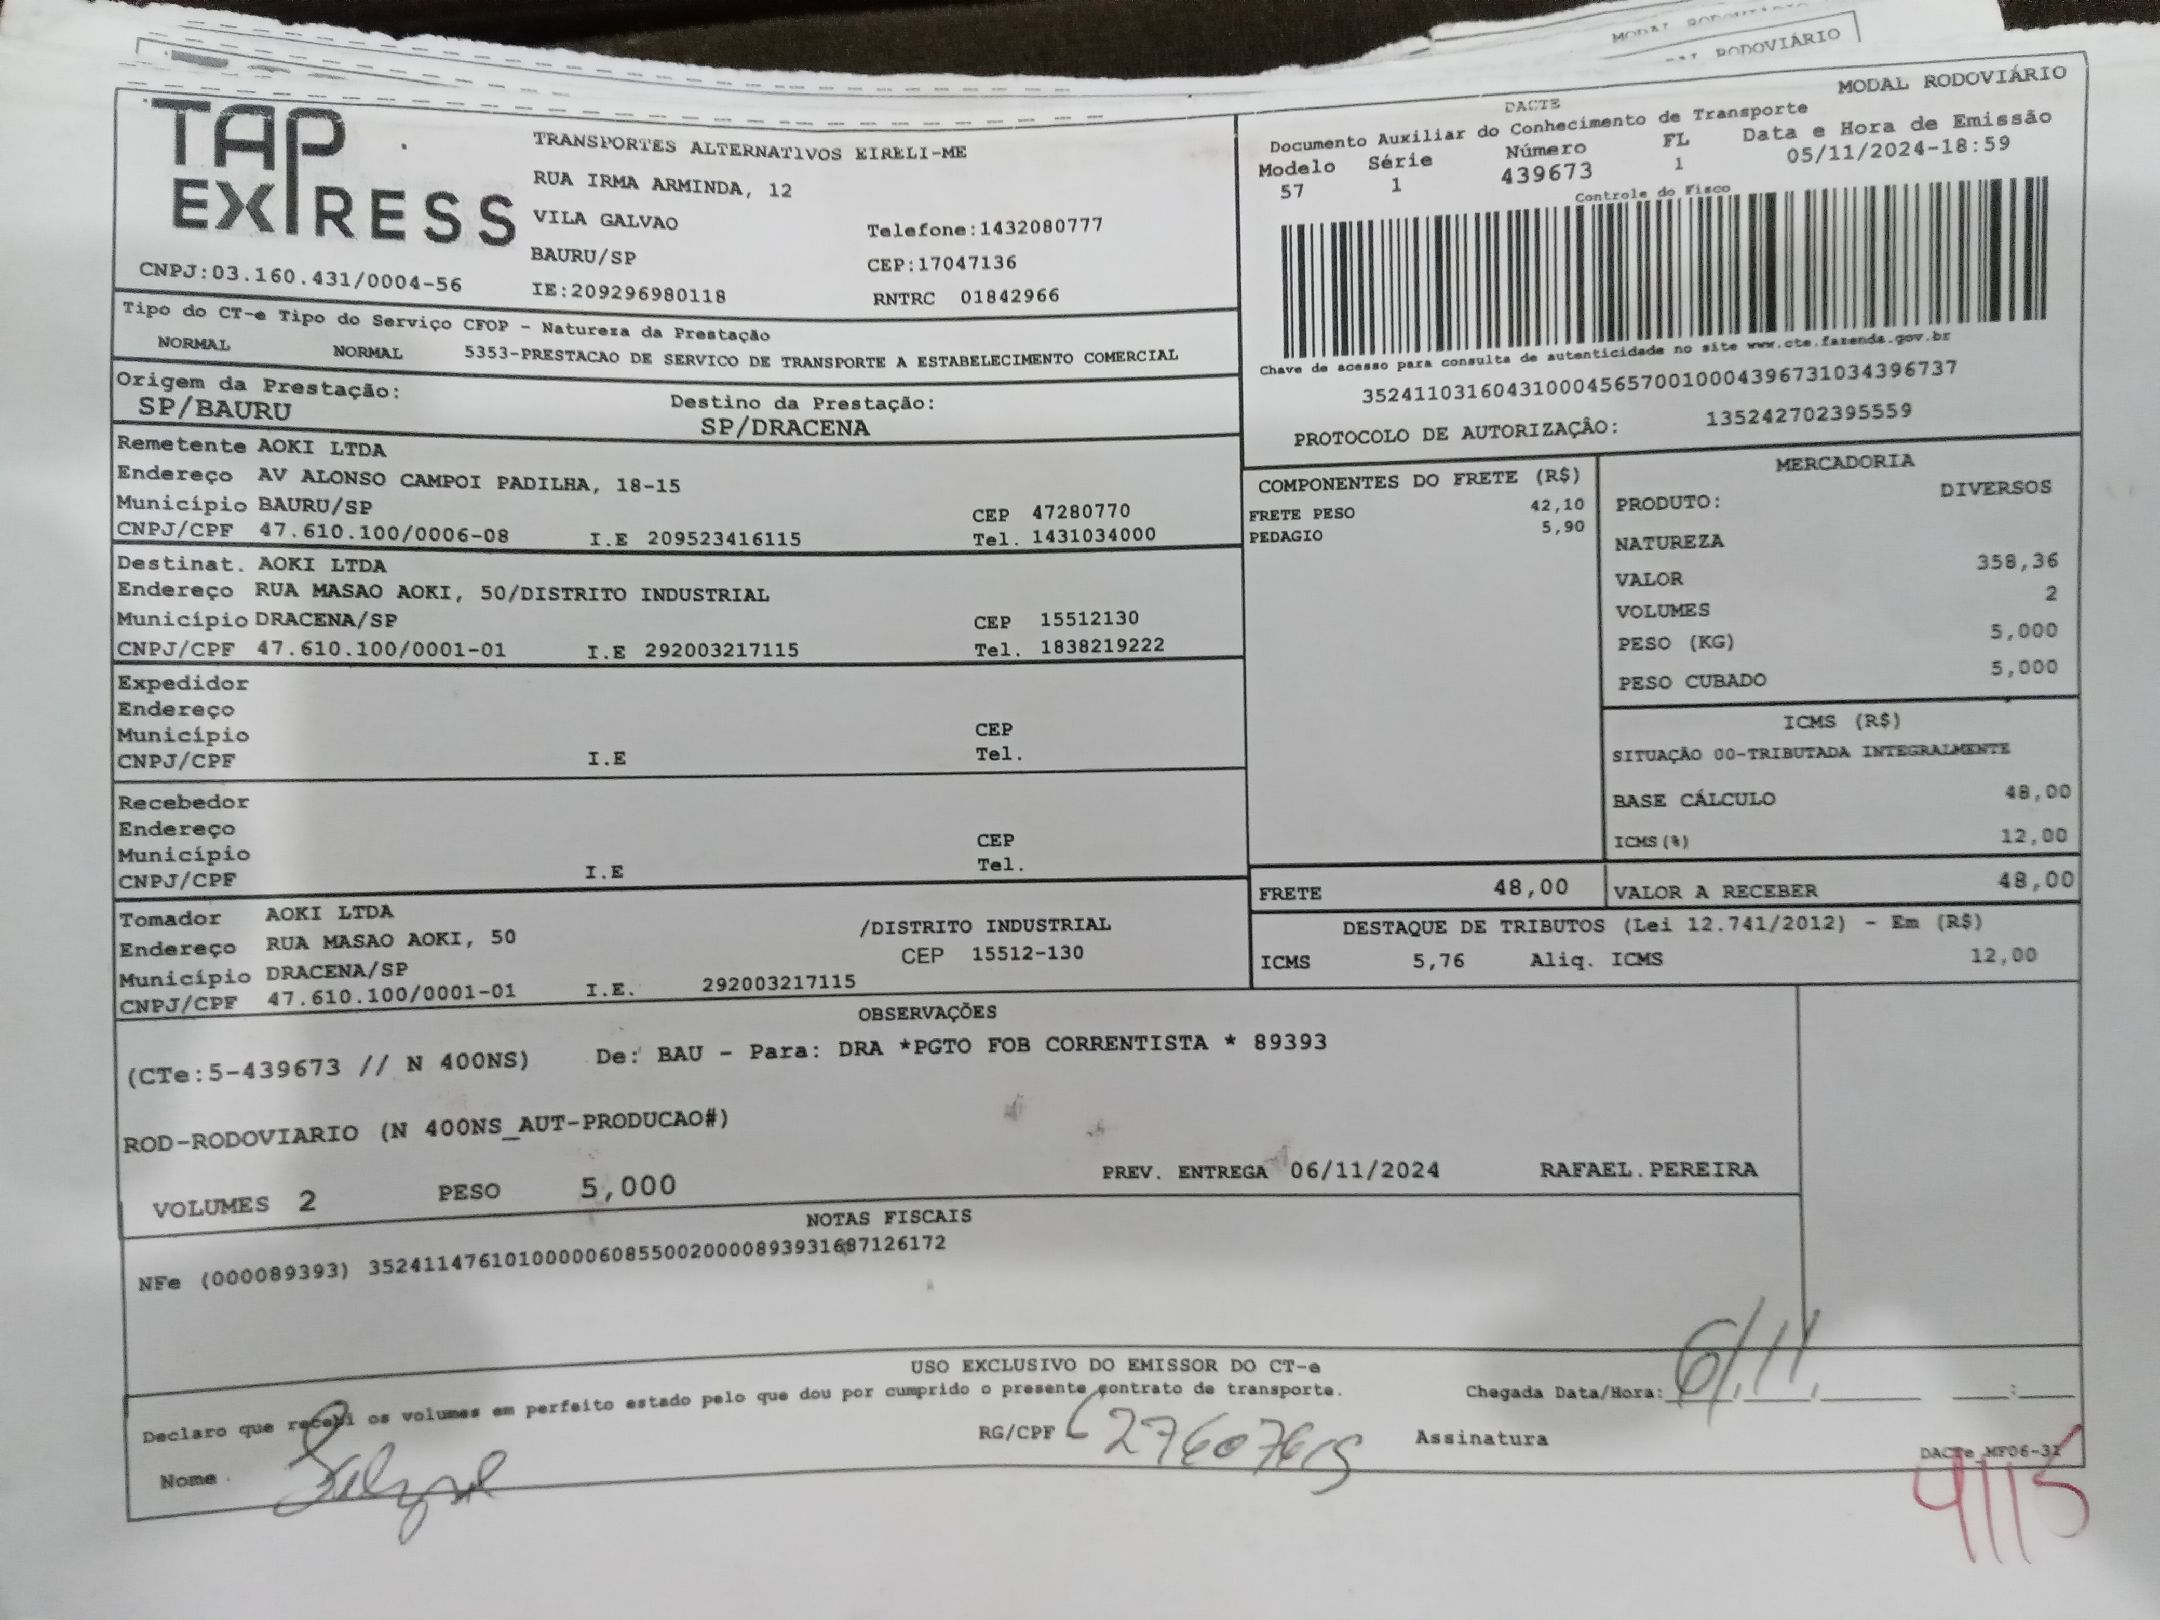 MODAL RODOVIÁRIO
RODOVIÁRIO
TAP EXPRESS
CNPJ:03.160.431/0004-56
TRANSPORTES ALTERNATIVOS EIRELI-ME
RUA IRMA ARMINDA, 12
VILA GALVAO Telefone:1432080777
BAURU/SP CEP:17047136
IE:209296980118 RNTRC 01842966
MODAL RODOVIÁRIO
DACTE
Documento Auxiliar do Conhecimento de Transporte
Modelo Série Número FL Data e Hora de Emissão
57 1 439673 1 05/11/2024-18:59
Controle do Fisco
Chave de acesso para consulta de autenticidade no site www.cte.fazenda.gov.br
35241103160431000456570010004396731034396737
PROTOCOLO DE AUTORIZAÇÂO: 135242702395559
Tipo do CT-e Tipo do Serviço CFOP - Natureza da Prestação
NORMAL NORMAL 5353-PRESTACAO DE SERVICO DE TRANSPORTE A ESTABELECIMENTO COMERCIAL
Origem da Prestação: Destino da Prestação:
SP/BAURU SP/DRACENA
Remetente AOKI LTDA
Endereço AV ALONSO CAMPOI PADILHA, 18-15
Município BAURU/SP CEP 47280770
CNPJ/CPF 47.610.100/0006-08 I.E 209523416115 Tel. 1431034000
Destinat. AOKI LTDA
Endereço RUA MASAO AOKI, 50/DISTRITO INDUSTRIAL
Município DRACENA/SP CEP 15512130
CNPJ/CPF 47.610.100/0001-01 I.E 292003217115 Tel. 1838219222
Expedidor
Endereço
Município CEP
CNPJ/CPF I.E Tel.
Recebedor
Endereço
Município CEP
CNPJ/CPF I.E Tel.
Tomador AOKI LTDA
Endereço RUA MASAO AOKI, 50 /DISTRITO INDUSTRIAL
Município DRACENA/SP CEP 15512-130
CNPJ/CPF 47.610.100/0001-01 I.E. 292003217115
COMPONENTES DO FRETE (R$)
FRETE PESO 42,10
PEDAGIO 5,90
MERCADORIA
PRODUTO: DIVERSOS
NATUREZA
VALOR 358,36
VOLUMES 2
PESO (KG) 5,000
PESO CUBADO 5,000
ICMS (R$)
SITUAÇÃO 00-TRIBUTADA INTEGRALMENTE
BASE CÁLCULO 48,00
ICMS(%) 12,00
FRETE 48,00 VALOR A RECEBER 48,00
DESTAQUE DE TRIBUTOS (Lei 12.741/2012) - Em (R$)
ICMS 5,76 Aliq. ICMS 12,00
OBSERVAÇÕES
(CTe:5-439673 // N 400NS) De: BAU - Para: DRA *PGTO FOB CORRENTISTA * 89393
ROD-RODOVIARIO (N 400NS_AUT-PRODUCAO#)
VOLUMES 2 PESO 5,000 PREV. ENTREGA 06/11/2024 RAFAEL.PEREIRA
NOTAS FISCAIS
NFe (000089393) 35241147610100000608550020000893931687126172
USO EXCLUSIVO DO EMISSOR DO CT-e
Declaro que recebi os volumes em perfeito estado pelo que dou por cumprido o presente contrato de transporte. Chegada Data/Hora: 6/11
Nome RG/CPF Assinatura
DACTe_MF06-31